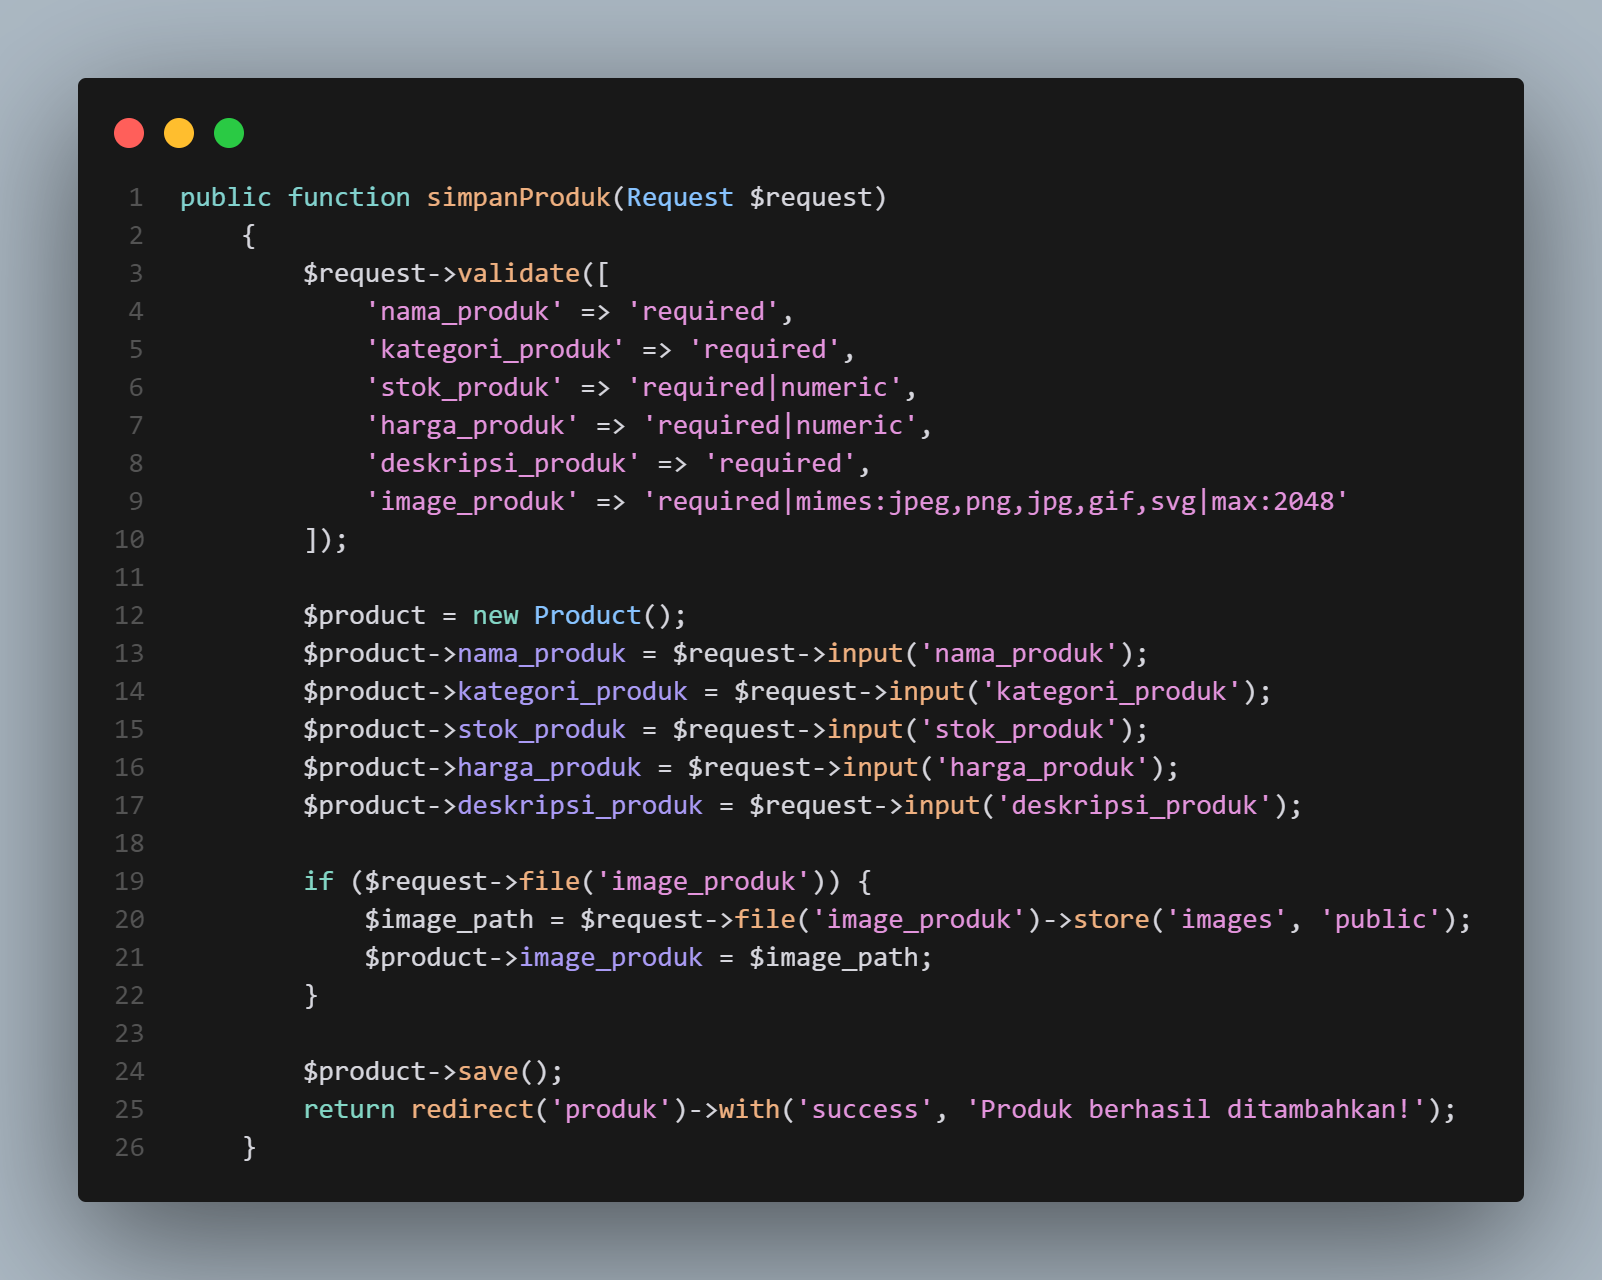 1 public function simpanProduk(Request $request)
2     {
3         $request->validate([
4             'nama_produk' => 'required',
5             'kategori_produk' => 'required',
6             'stok_produk' => 'required|numeric',
7             'harga_produk' => 'required|numeric',
8             'deskripsi_produk' => 'required',
9             'image_produk' => 'required|mimes:jpeg,png,jpg,gif,svg|max:2048'
10         ]);
11
12         $product = new Product();
13         $product->nama_produk = $request->input('nama_produk');
14         $product->kategori_produk = $request->input('kategori_produk');
15         $product->stok_produk = $request->input('stok_produk');
16         $product->harga_produk = $request->input('harga_produk');
17         $product->deskripsi_produk = $request->input('deskripsi_produk');
18
19         if ($request->file('image_produk')) {
20             $image_path = $request->file('image_produk')->store('images', 'public');
21             $product->image_produk = $image_path;
22         }
23
24         $product->save();
25         return redirect('produk')->with('success', 'Produk berhasil ditambahkan!');
26     }